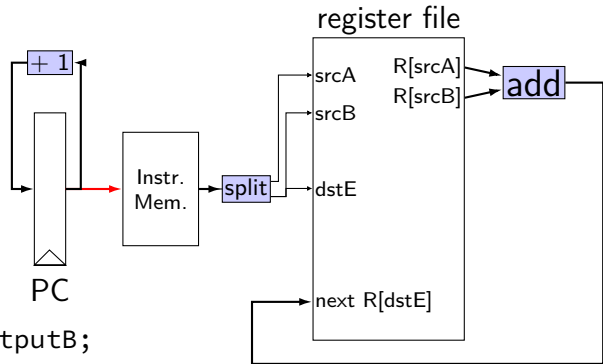 register file
+ 1
srcA
R[srcA]
R[srcB]
add
srcB
Instr.
Mem.
split
dstE
PC
next R[dstE]
tputB;